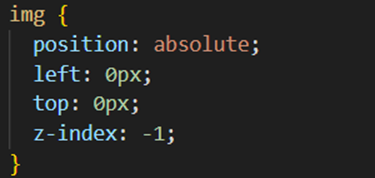 img {
  position: absolute;
  left: 0px;
  top: 0px;
  z-index: -1;
}